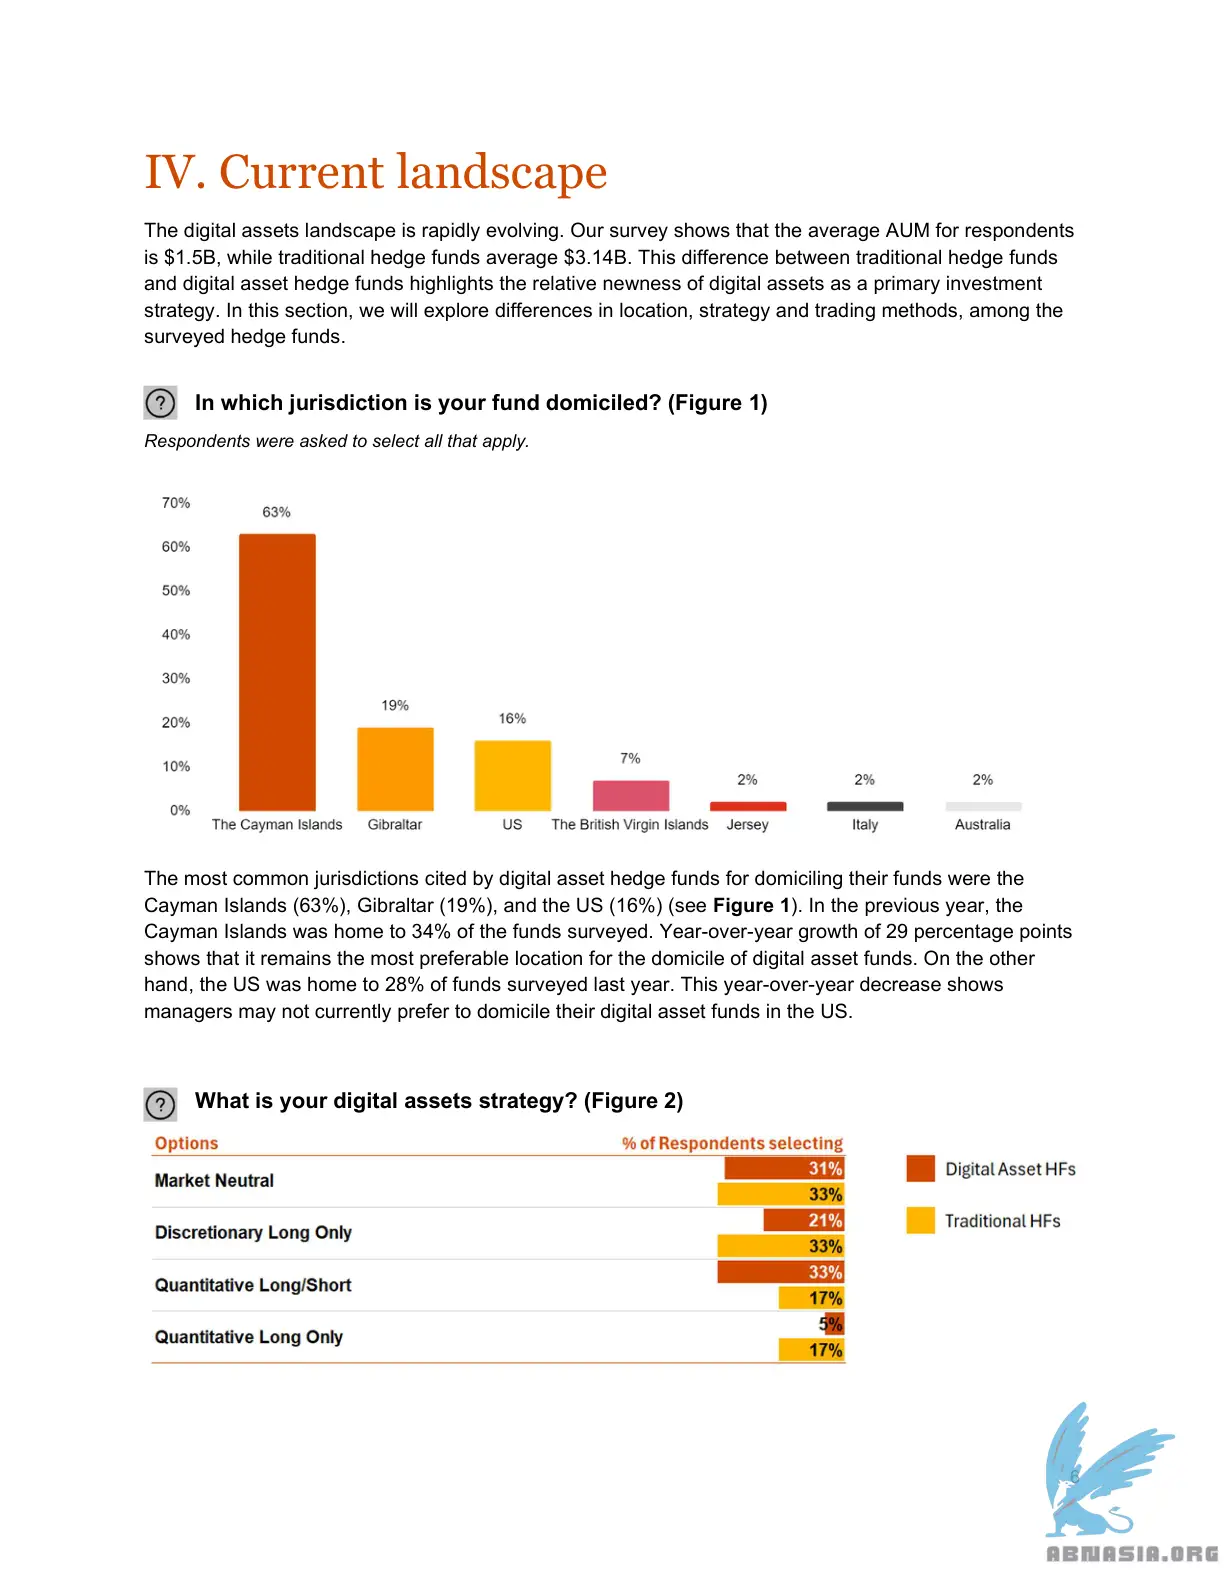 IV. Current landscape
The digital assets landscape is rapidly evolving. Our survey shows that the average AUM for respondents
is $1.5B, while traditional hedge funds average $3.14B. This difference between traditional hedge funds
and digital asset hedge funds highlights the relative newness of digital assets as a primary investment
strategy. In this section, we will explore differences in location, strategy and trading methods, among the
surveyed hedge funds.
? In which jurisdiction is your fund domiciled? (Figure 1)
Respondents were asked to select all that apply.
70%
63%
60%
50%
40%
30%
19%
16%
20%
7%
10%
2% 2% 2%
0%
The Cayman Islands Gibraltar US The British Virgin Islands Jersey Italy Australia
The most common jurisdictions cited by digital asset hedge funds for domiciling their funds were the
Cayman Islands (63%), Gibraltar (19%), and the US (16%) (see Figure 1). In the previous year, the
Cayman Islands was home to 34% of the funds surveyed. Year-over-year growth of 29 percentage points
shows that it remains the most preferable location for the domicile of digital asset funds. On the other
hand, the US was home to 28% of funds surveyed last year. This year-over-year decrease shows
managers may not currently prefer to domicile their digital asset funds in the US.
? What is your digital assets strategy? (Figure 2)
Options % of Respondents selecting
Market Neutral 31%
33%
Discretionary Long Only 21%
33%
Quantitative Long/Short 33%
17%
Quantitative Long Only 5%
17%
Digital Asset HFs
Traditional HFs
6
ABNASIA.ORG